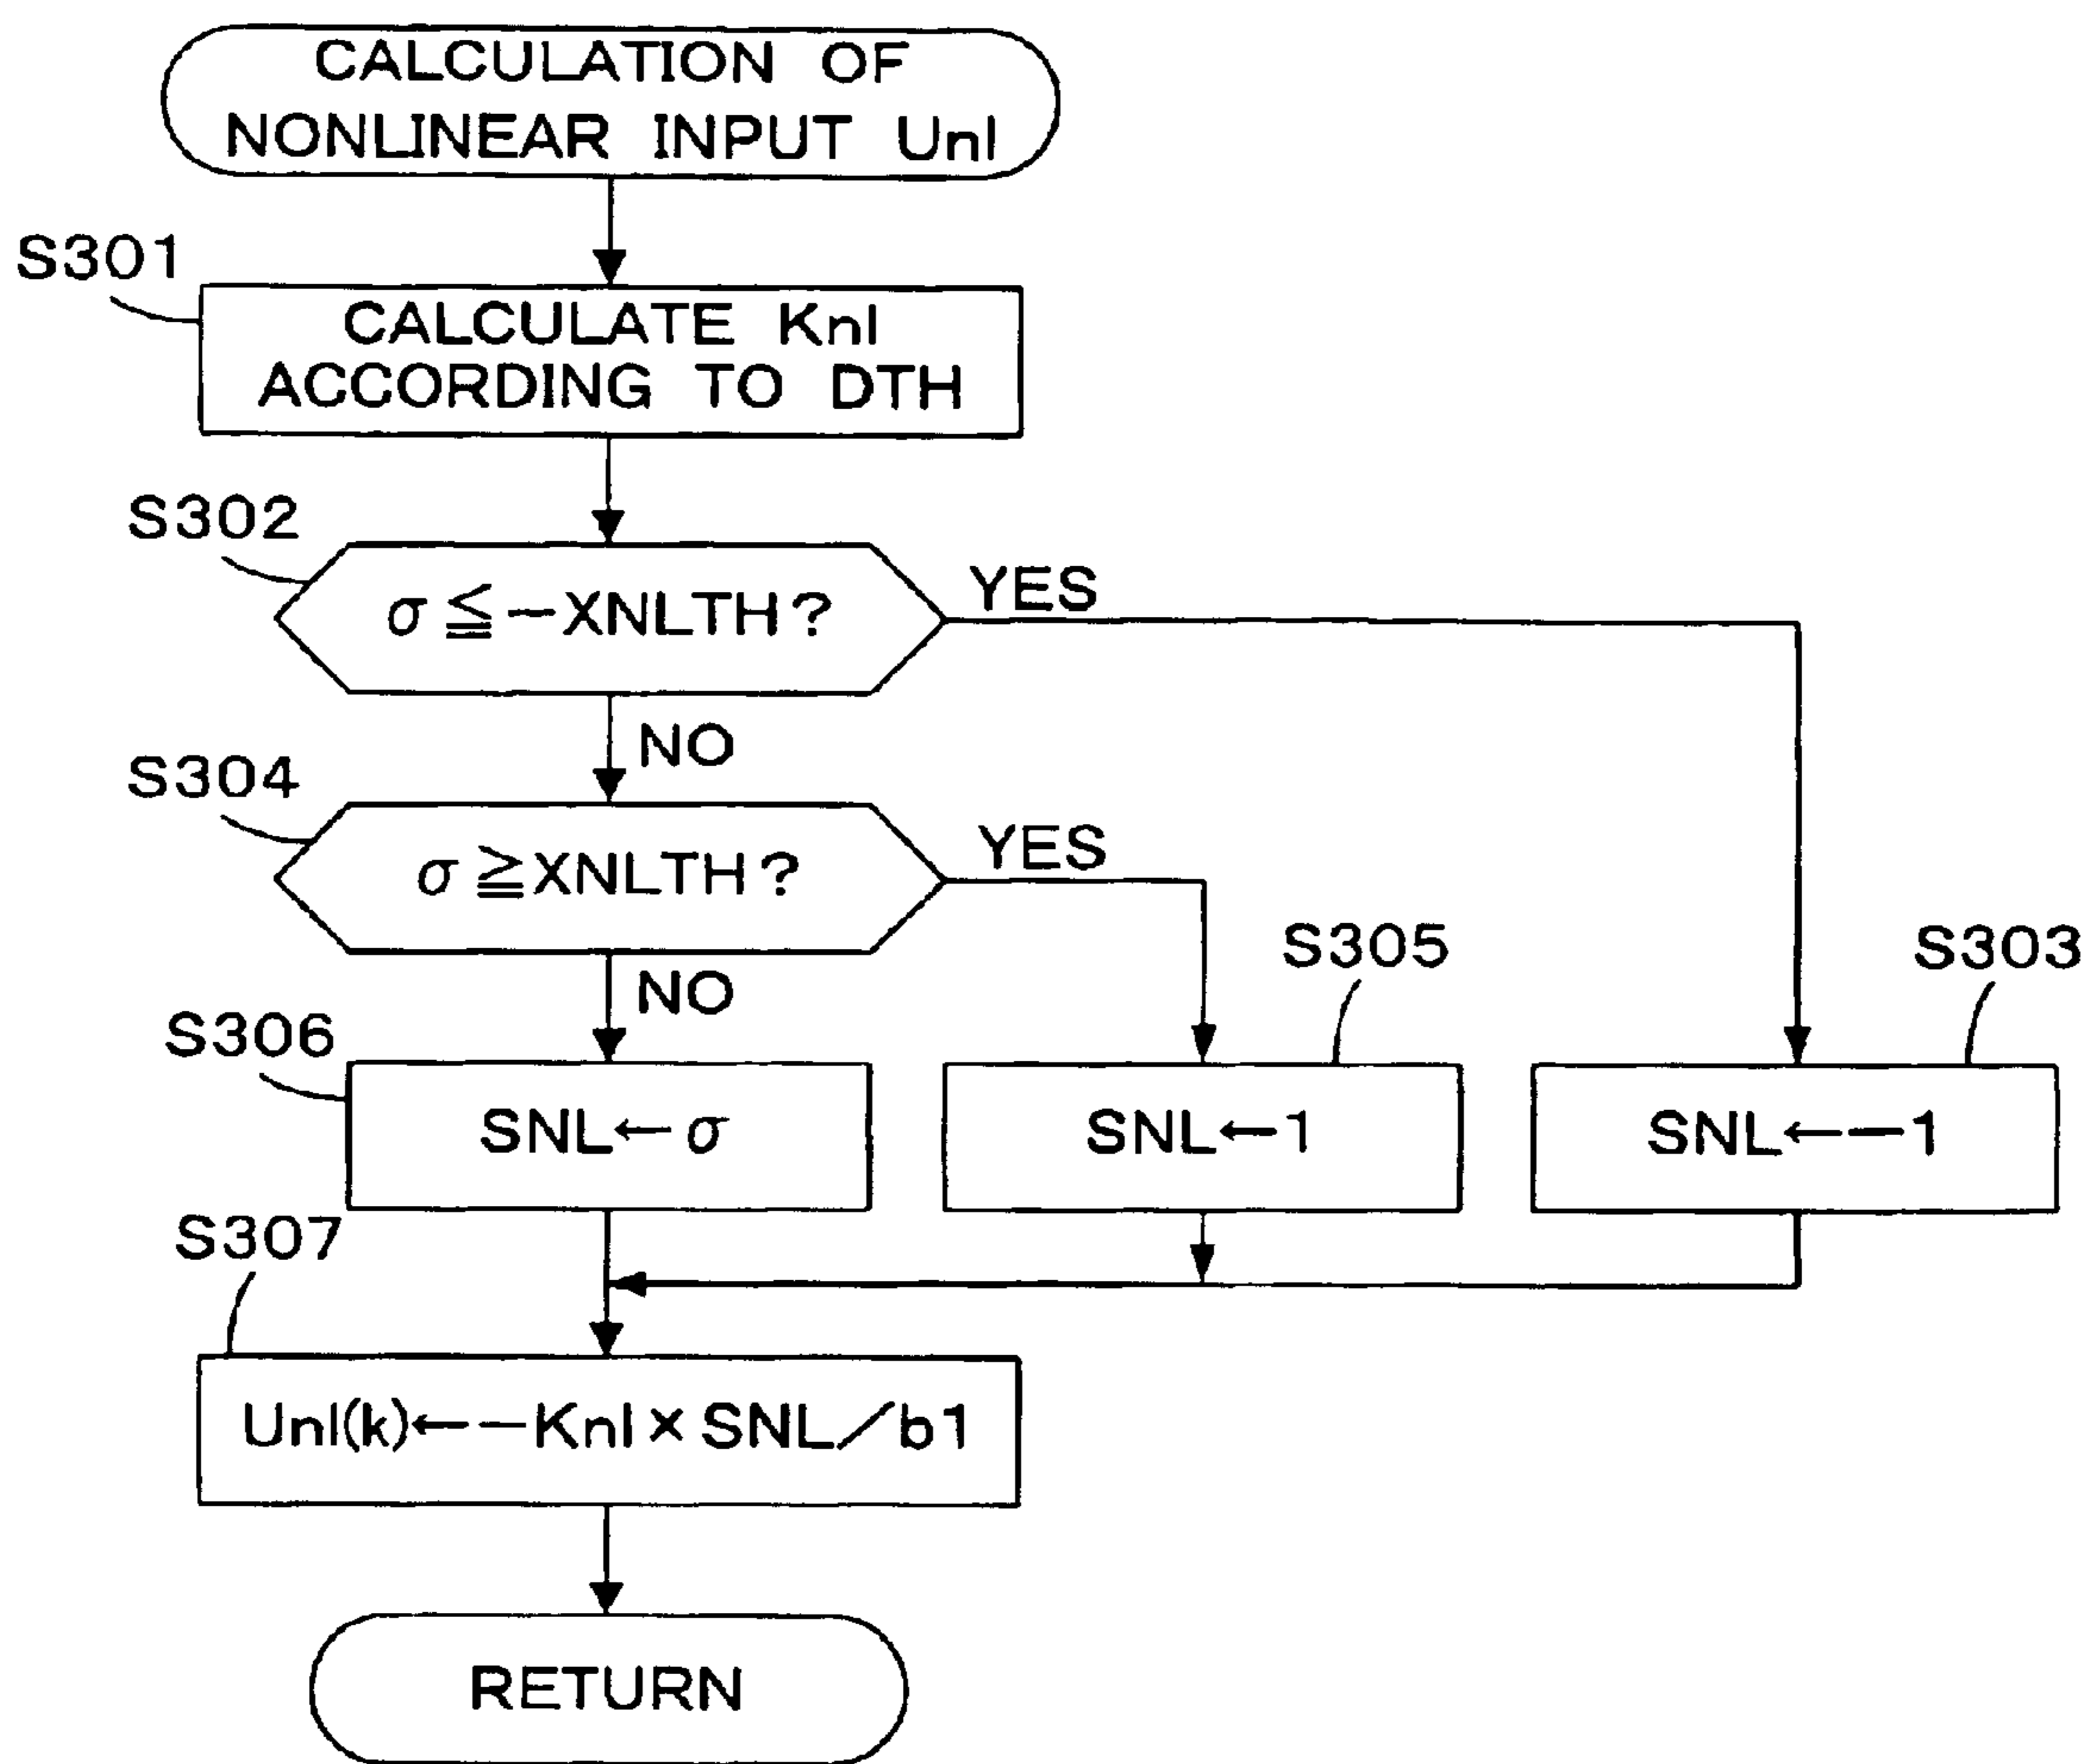 CALCULATION OF
NONLINEAR INPUT Unl
S301
CALCULATE Knl
ACCORDING TO DTH
S302
σ ≦ −XNLTH?
YES
NO
S304
σ ≧ XNLTH?
YES
NO
S305
S303
S306
SNL←σ
SNL←1
SNL←−1
S307
Unl(k)←−Knl×SNL/b1
RETURN